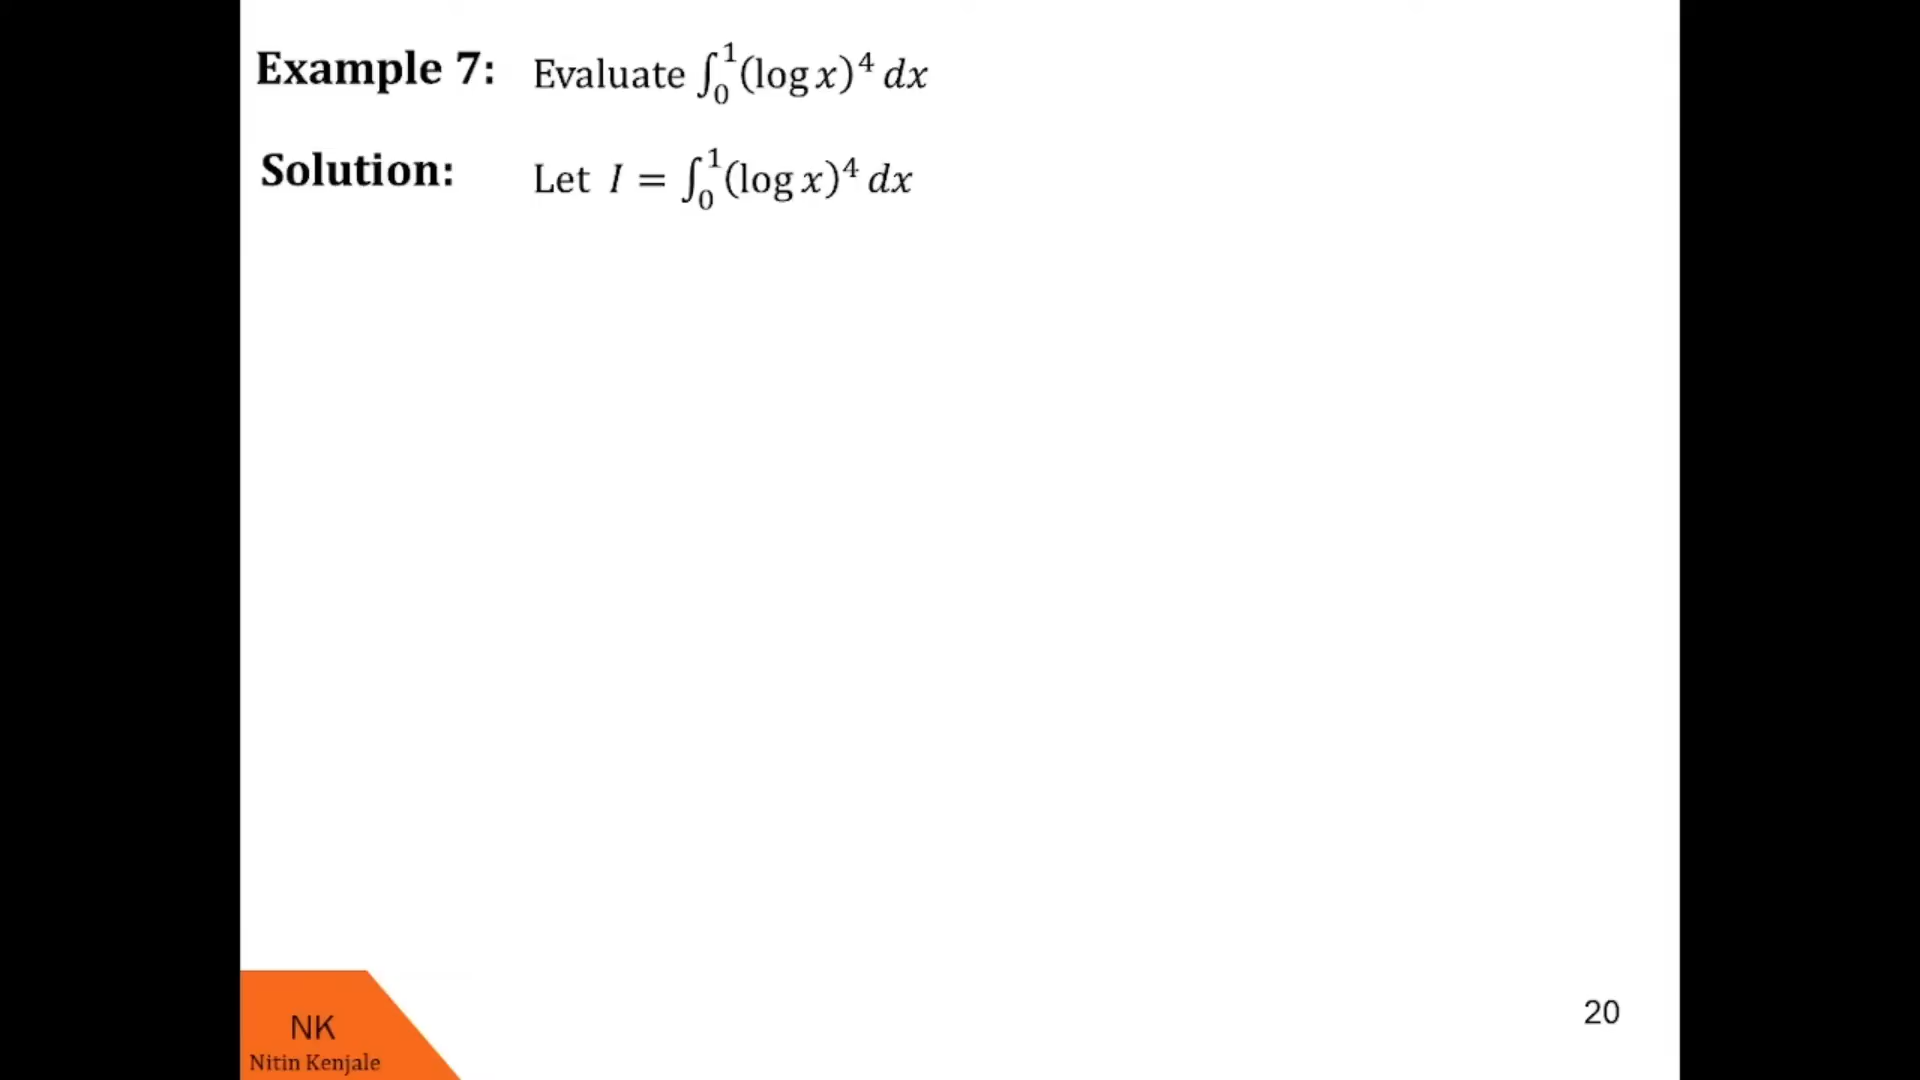 Example 7: Evaluate ∫₀¹(log x)⁴ dx
Solution: Let I = ∫₀¹(log x)⁴ dx
NK
Nitin Kenjale
20